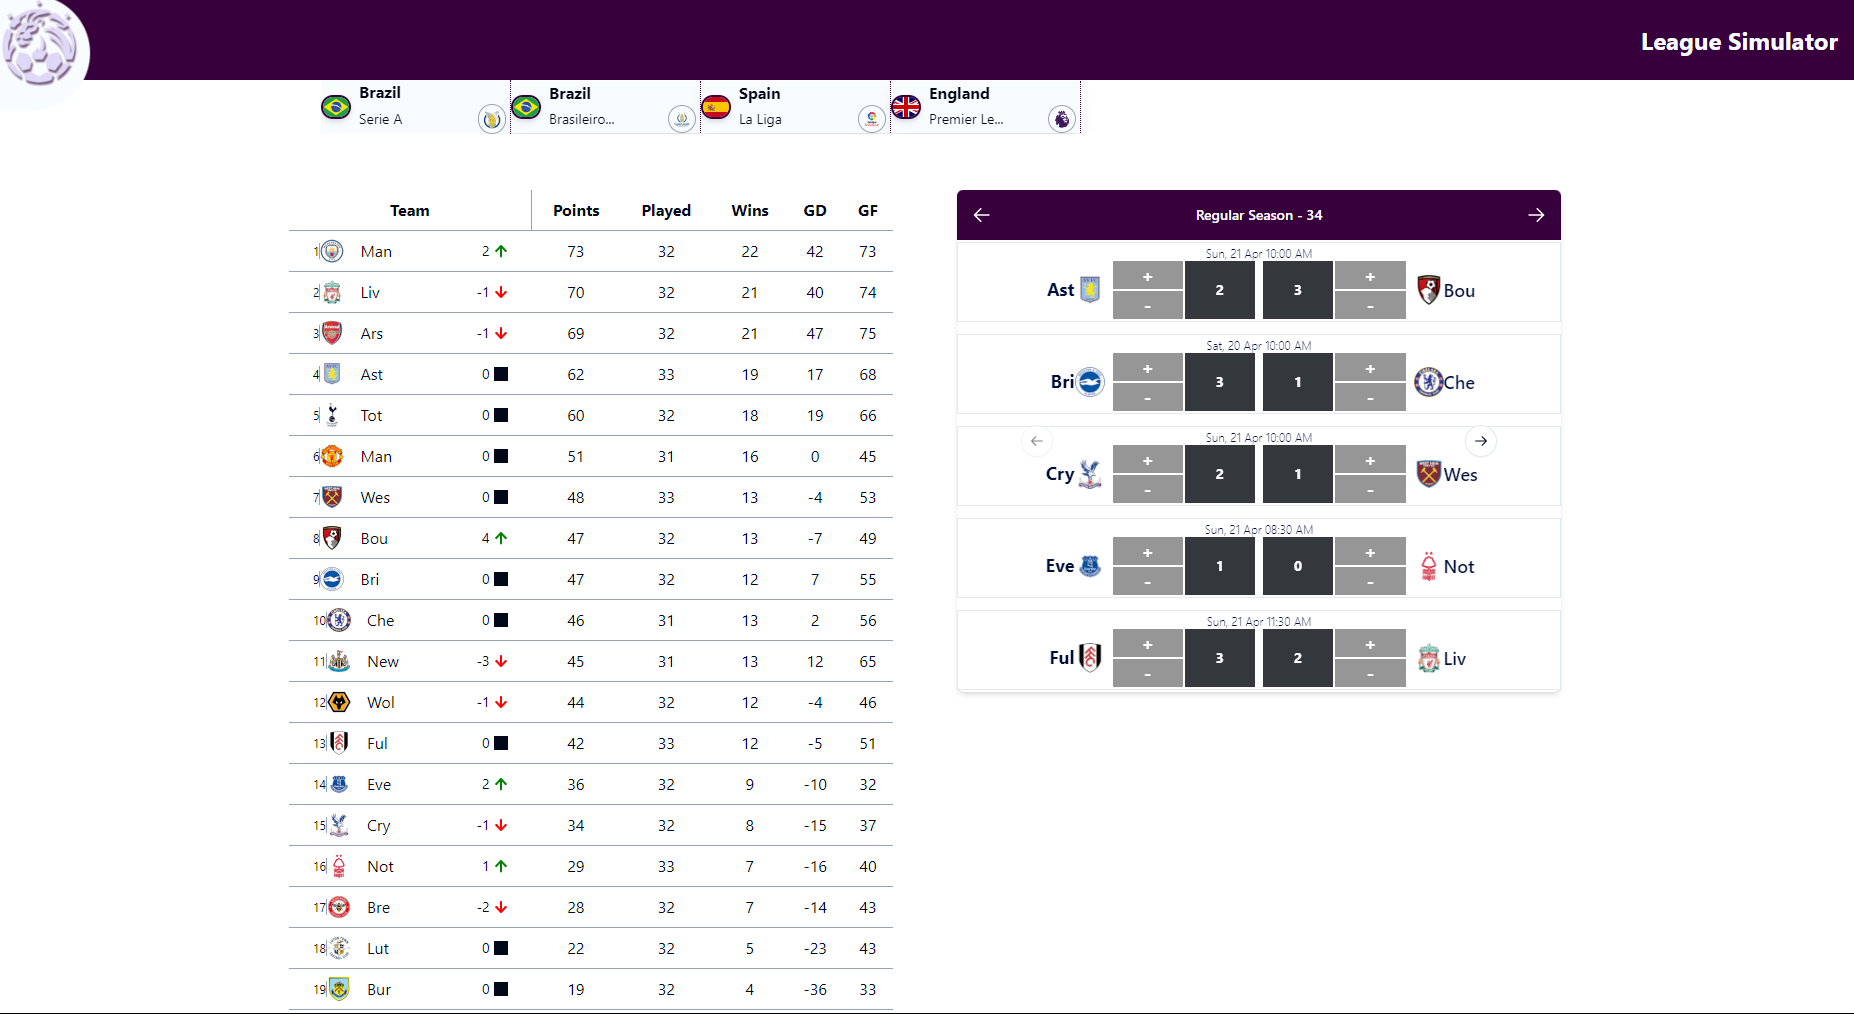 League Simulator
Brazil
Serie A
Brazil
Brasileiro...
Spain
La Liga
England
Premier Le...
Team Points Played Wins GD GF
1 Man 2 73 32 22 42 73
2 Liv -1 70 32 21 40 74
3 Ars -1 69 32 21 47 75
4 Ast 0 62 33 19 17 68
5 Tot 0 60 32 18 19 66
6 Man 0 51 31 16 0 45
7 Wes 0 48 33 13 -4 53
8 Bou 4 47 32 13 -7 49
9 Bri 0 47 32 12 7 55
10 Che 0 46 31 13 2 56
11 New -3 45 31 13 12 65
12 Wol -1 44 32 12 -4 46
13 Ful 0 42 33 12 -5 51
14 Eve 2 36 32 9 -10 32
15 Cry -1 34 32 8 -15 37
16 Not 1 29 33 7 -16 40
17 Bre -2 28 32 7 -14 43
18 Lut 0 22 32 5 -23 43
19 Bur 0 19 32 4 -36 33
Regular Season - 34
Sun, 21 Apr 10:00 AM
+ +
Ast 2 3 Bou
- -
Sat, 20 Apr 10:00 AM
+ +
Bri 3 1 Che
- -
Sun, 21 Apr 10:00 AM
+ +
Cry 2 1 Wes
- -
Sun, 21 Apr 08:30 AM
+ +
Eve 1 0 Not
- -
Sun, 21 Apr 11:30 AM
+ +
Ful 3 2 Liv
- -